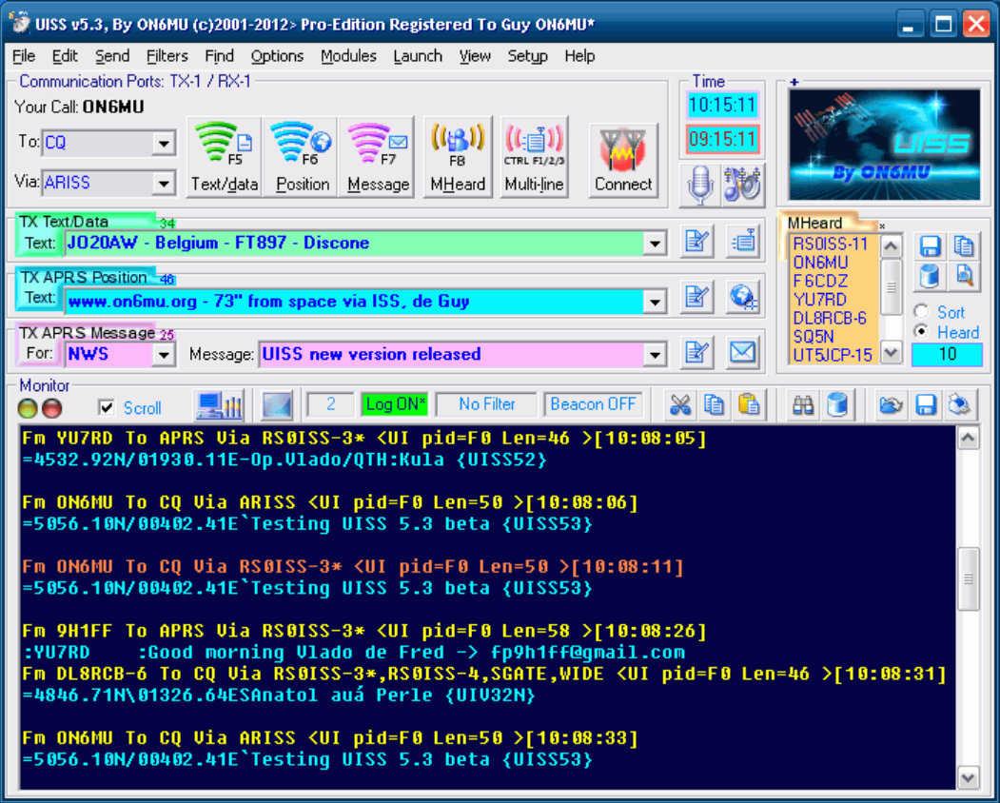 UISS v5.3, By ON6MU (c)2001-2012> Pro-Edition Registered To Guy ON6MU*
File Edit Send Filters Find Options Modules Launch View Setup Help
Communication Ports: TX-1 / RX-1
Your Call: ON6MU
To: CQ
Via: ARISS
F5
Text/data
F6
Position
F7
Message
F8
MHeard
CTRL F1/2/3
Multi-line
Connect
Time
10:15:11
09:15:11
+
UISS
By ON6MU
TX Text/Data 34
Text: JO20AW - Belgium - FT897 - Discone
TX APRS Position 46
Text: www.on6mu.org - 73" from space via ISS, de Guy
TX APRS Message 25
For: NWS Message: UISS new version released
MHeard x
RS0ISS-11
ON6MU
F6CDZ
YU7RD
DL8RCB-6
SQ5N
UT5JCP-15
Sort
Heard
10
Monitor
Scroll 2 Log ON* No Filter Beacon OFF
Fm YU7RD To APRS Via RS0ISS-3* <UI pid=F0 Len=46 >[10:08:05]
=4532.92N/01930.11E-Op.Vlado/QTH:Kula {UISS52}
Fm ON6MU To CQ Via ARISS <UI pid=F0 Len=50 >[10:08:06]
=5056.10N/00402.41E`Testing UISS 5.3 beta {UISS53}
Fm ON6MU To CQ Via RS0ISS-3* <UI pid=F0 Len=50 >[10:08:11]
=5056.10N/00402.41E`Testing UISS 5.3 beta {UISS53}
Fm 9H1FF To APRS Via RS0ISS-3* <UI pid=F0 Len=58 >[10:08:26]
:YU7RD    :Good morning Vlado de Fred -> fp9h1ff@gmail.com
Fm DL8RCB-6 To CQ Via RS0ISS-3*,RS0ISS-4,SGATE,WIDE <UI pid=F0 Len=46 >[10:08:31]
=4846.71N\01326.64ESAnatol auá Perle {UIV32N}
Fm ON6MU To CQ Via ARISS <UI pid=F0 Len=50 >[10:08:33]
=5056.10N/00402.41E`Testing UISS 5.3 beta {UISS53}